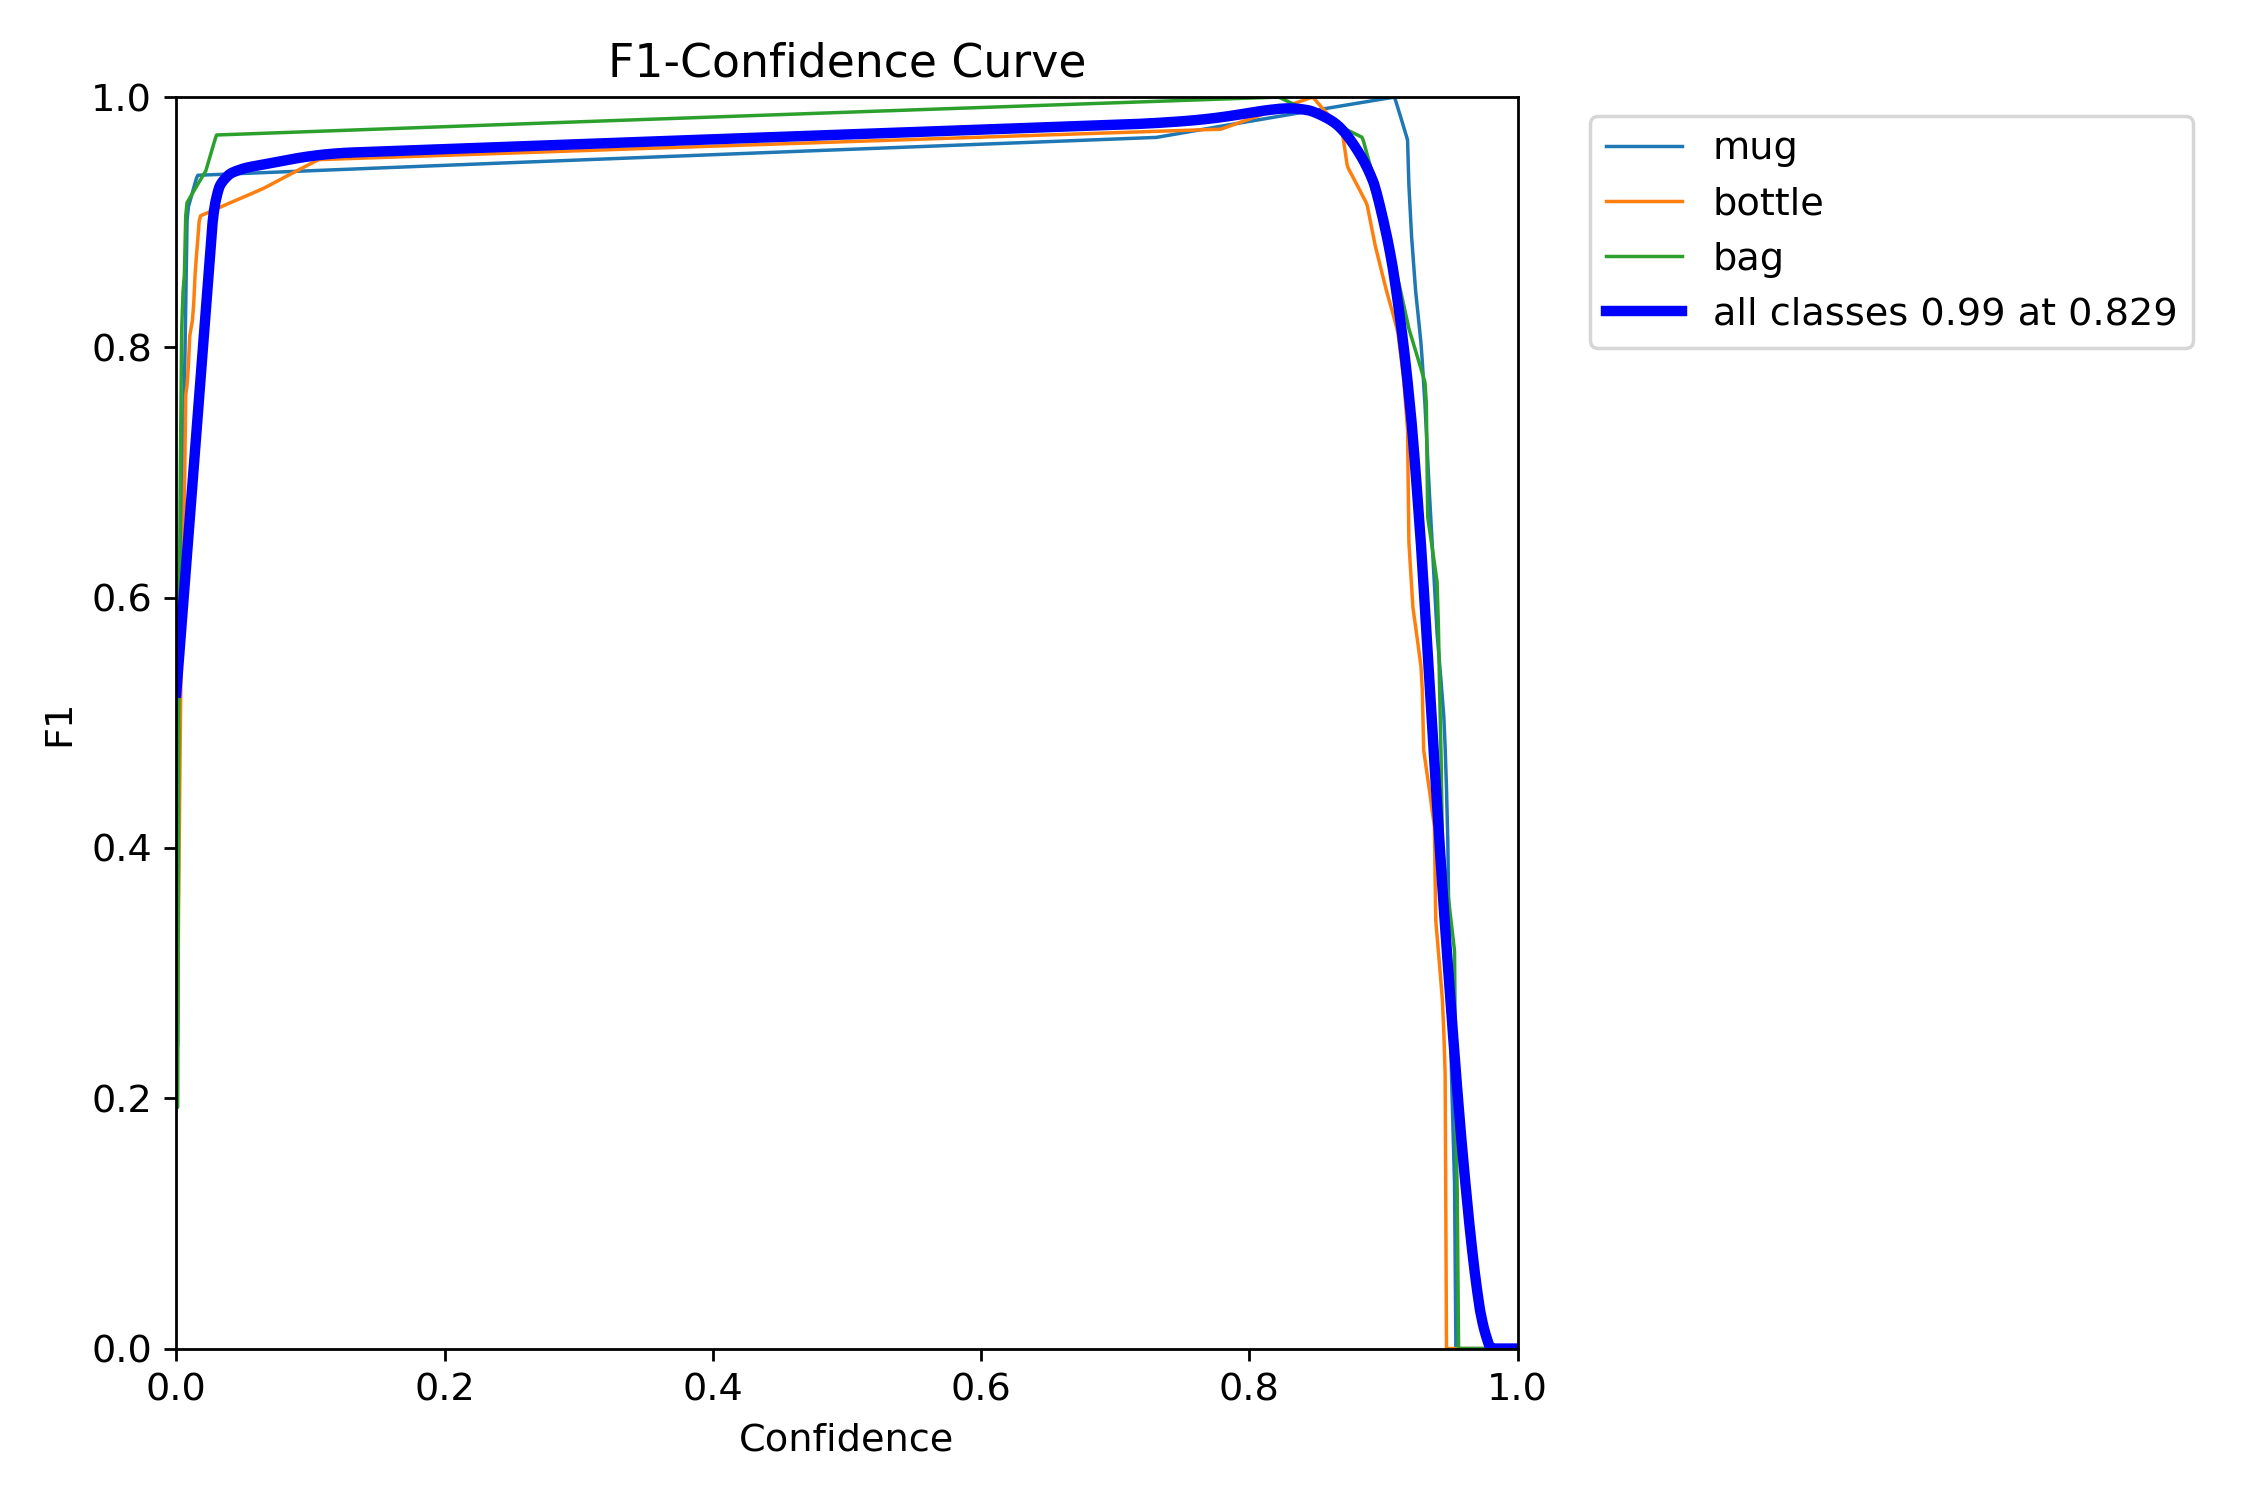 F1-Confidence Curve
1.0
0.8
0.6
0.4
0.2
0.0
F1
0.0 0.2 0.4 0.6 0.8 1.0
Confidence
mug
bottle
bag
all classes 0.99 at 0.829